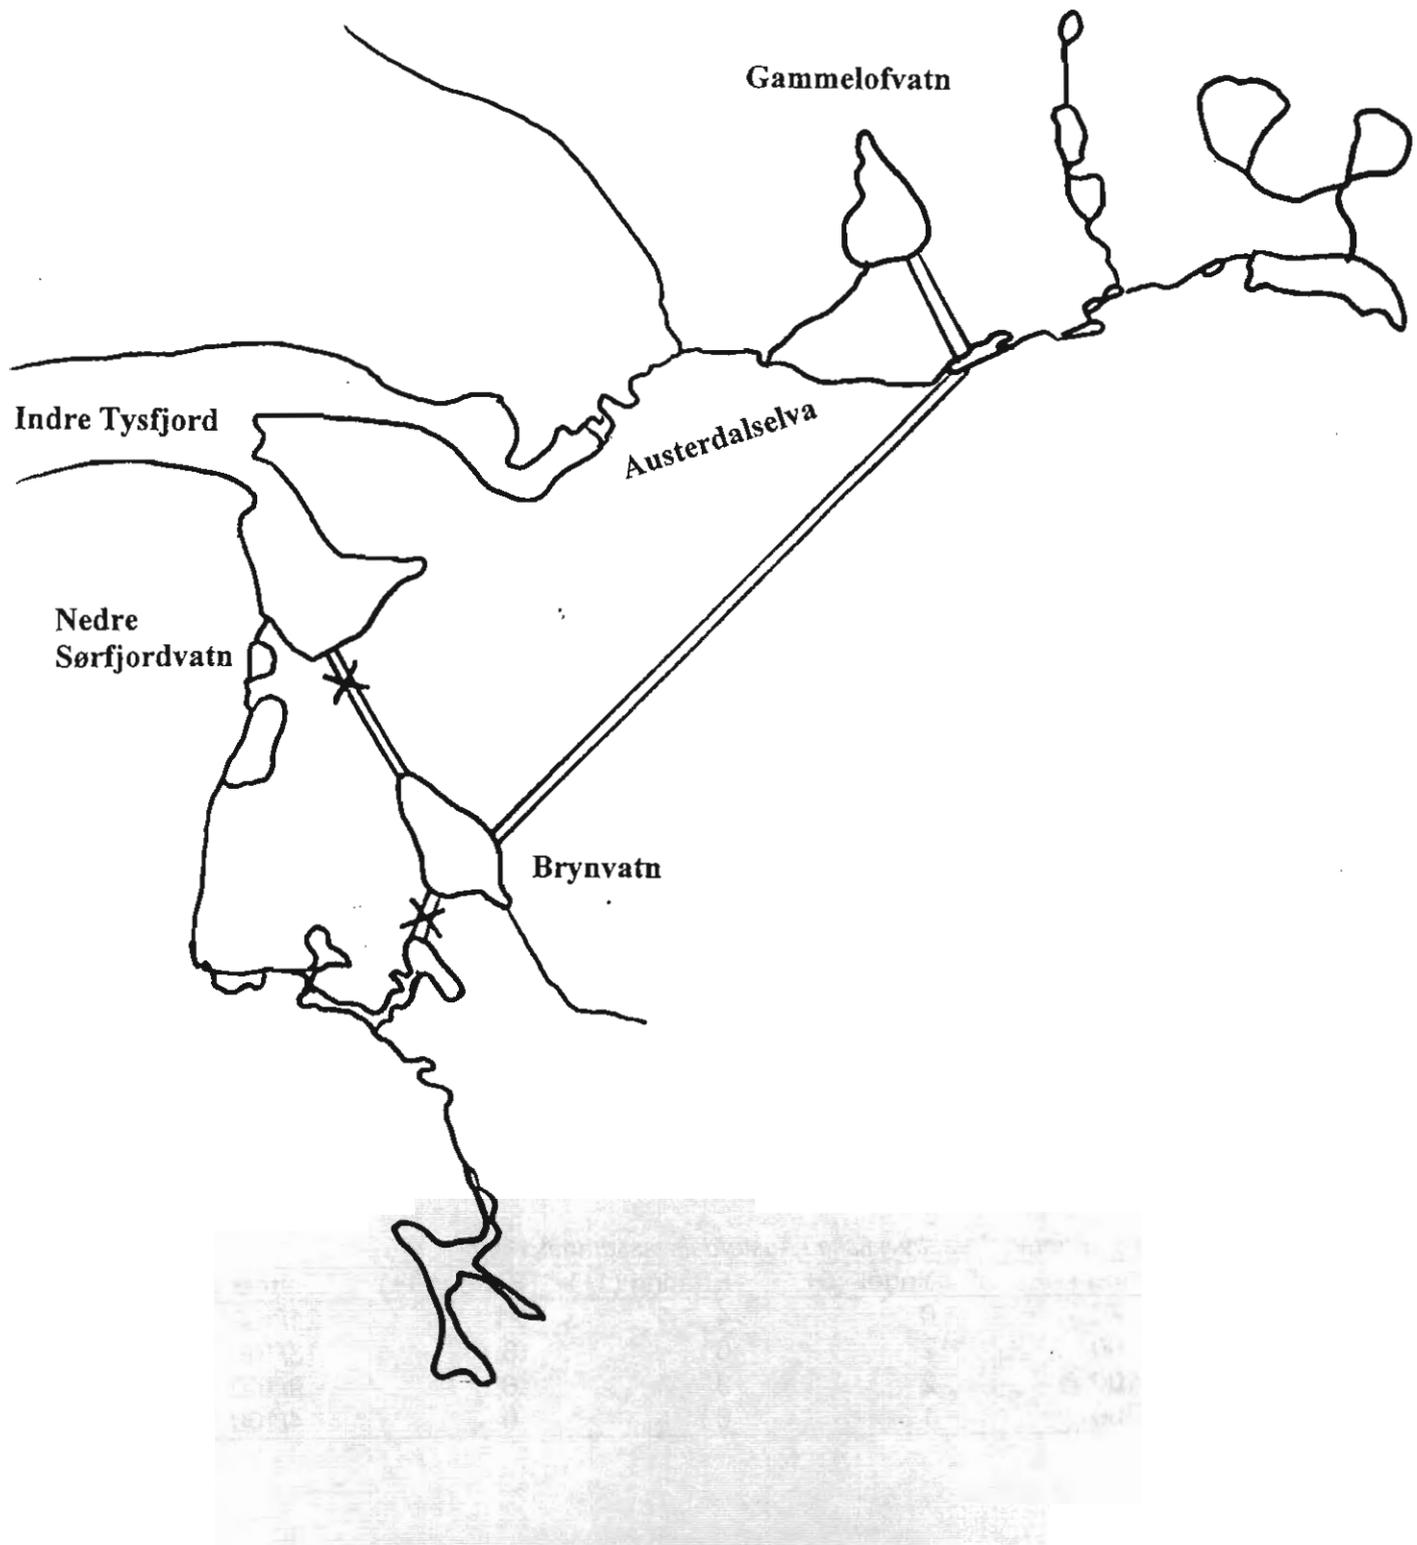 Gammelofvatn
Indre Tysfjord
Austerdalselva
Nedre
Sørfjordvatn
Brynvatn